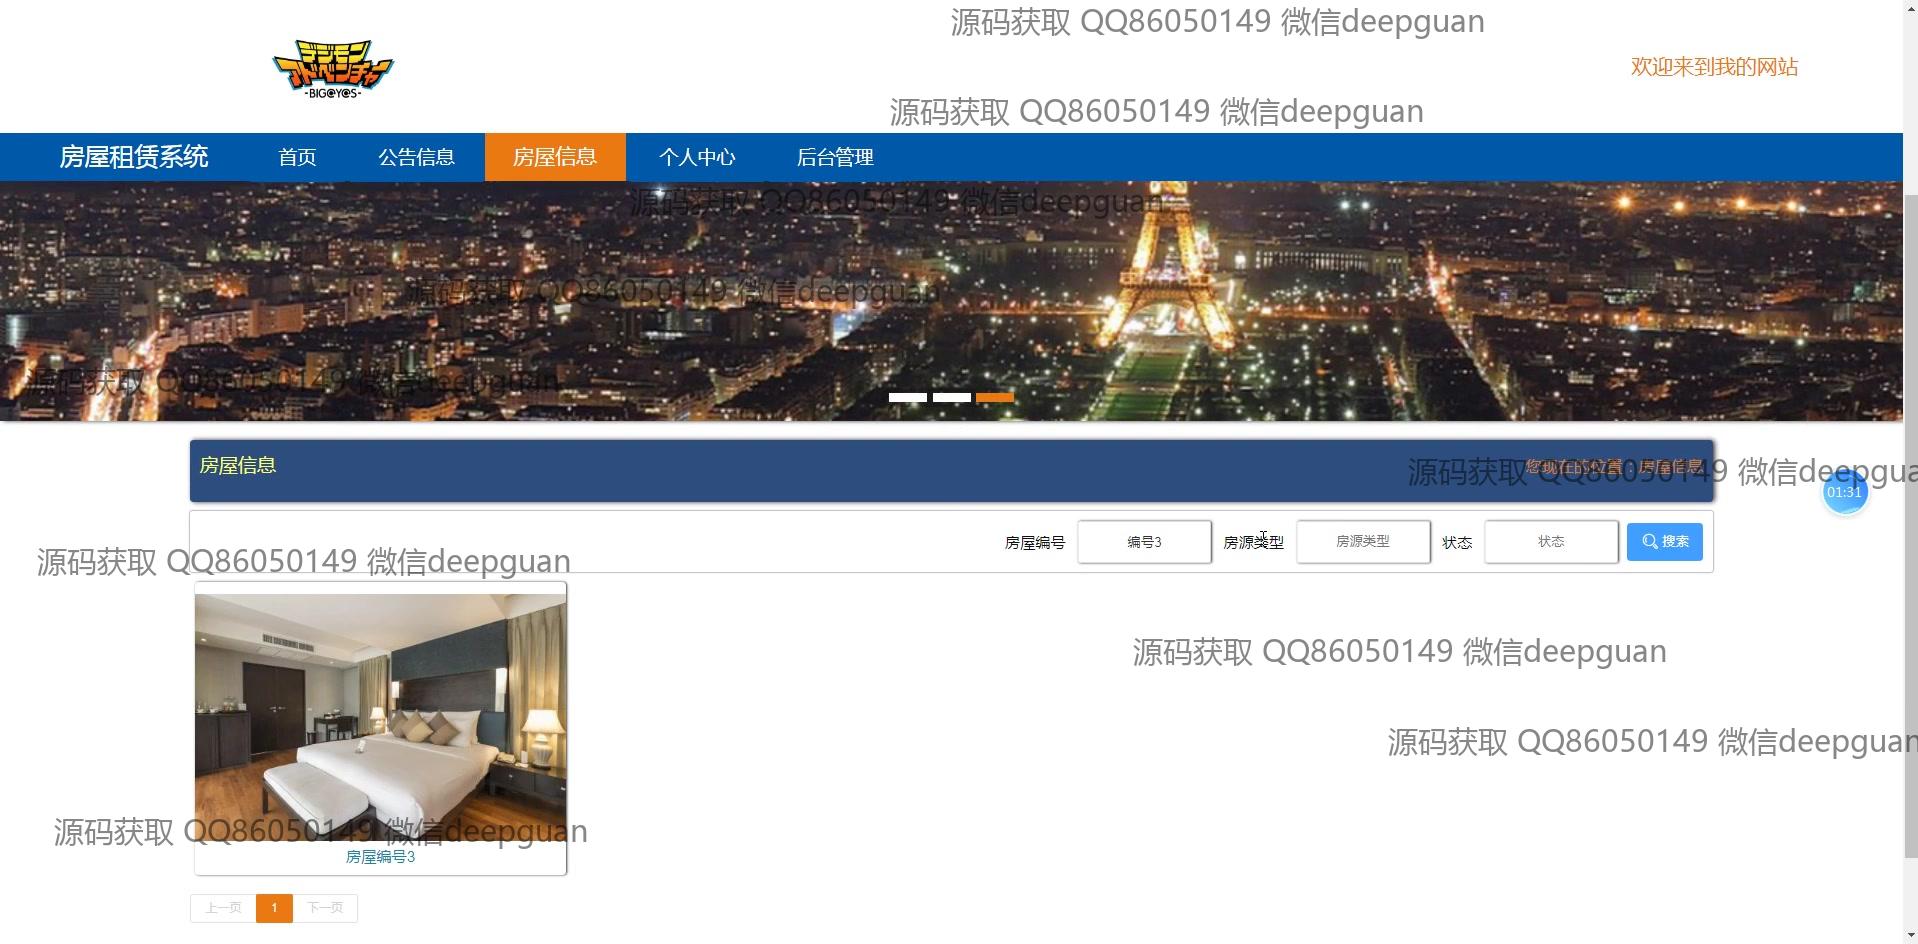 源码获取 QQ86050149 微信deepguan
デジモン
アドベンチャー
-BIG@Y@S-
欢迎来到我的网站
源码获取 QQ86050149 微信deepguan
房屋租赁系统 首页 公告信息 房屋信息 个人中心 后台管理
源码获取 QQ86050149 微信deepguan
源码获取 QQ86050149 微信deepguan
源码获取 QQ86050149 微信deepguan
房屋信息 您现在的位置：房屋信息
源码获取 QQ86050149 微信deepgua
01:31
房屋编号 编号3 房源类型 房源类型 状态 状态 搜索
源码获取 QQ86050149 微信deepguan
源码获取 QQ86050149 微信deepguan
源码获取 QQ86050149 微信deepguan
源码获取 QQ86050149 微信deepguan
房屋编号3
上一页 1 下一页